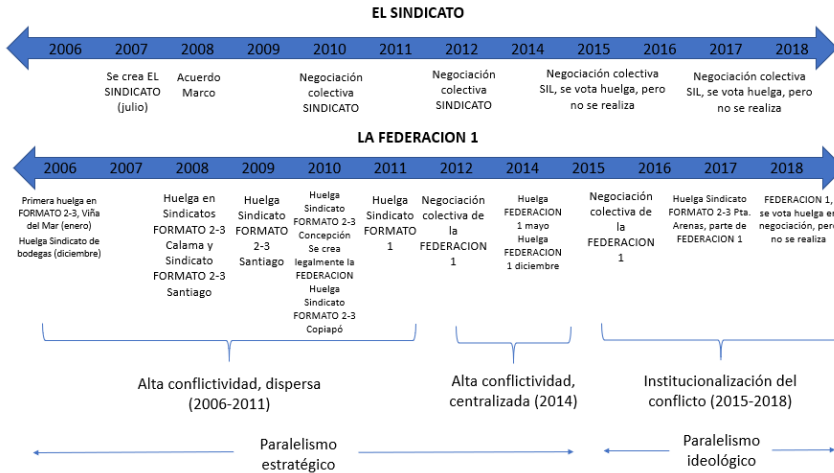 EL SINDICATO
2006 2007 2008 2009 2010 2011 2012 2014 2015 2016 2017 2018
Se crea EL
SINDICATO
(julio)
Acuerdo
Marco
Negociación
colectiva
SINDICATO
Negociación
colectiva
SINDICATO
Negociación colectiva
SIL, se vota huelga, pero
no se realiza
Negociación colectiva
SIL, se vota huelga, pero
no se realiza
LA FEDERACION 1
2006 2007 2008 2009 2010 2011 2012 2014 2015 2016 2017 2018
Primera huelga en
FORMATO 2-3, Viña
del Mar (enero)
Huelga Sindicato de
bodegas (diciembre)
Huelga en
Sindicatos
FORMATO 2-3
Calama y
Sindicato
FORMATO 2-3
Santiago
Huelga
Sindicato
FORMATO
2-3
Santiago
Huelga
Sindicato
FORMATO 2-3
Concepción
Se crea
legalmente la
FEDERACION
Huelga
Sindicato
FORMATO 2-3
Copiapó
Huelga
Sindicato
FORMATO
1
Negociación
colectiva de
la
FEDERACION
1
Huelga
FEDERACION
1 mayo
Huelga
FEDERACION
1 diciembre
Negociación
colectiva de
la
FEDERACION
1
Huelga Sindicato
FORMATO 2-3 Pta.
Arenas, parte de
FEDERACION 1
FEDERACION 1,
se vota huelga en
negociación, pero
no se realiza
Alta conflictividad, dispersa
(2006-2011)
Alta conflictividad,
centralizada (2014)
Institucionalización del
conflicto (2015-2018)
Paralelismo
estratégico
Paralelismo
ideológico